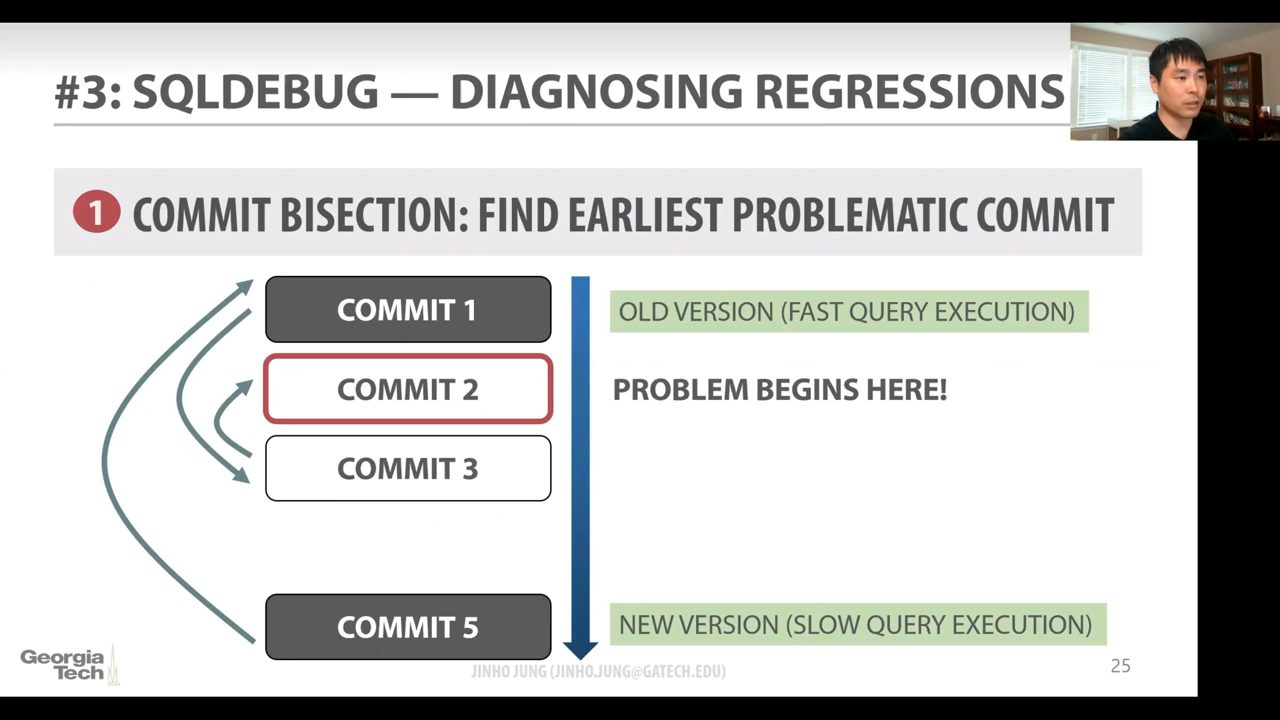 #3: SQLDEBUG — DIAGNOSING REGRESSIONS
1 COMMIT BISECTION: FIND EARLIEST PROBLEMATIC COMMIT
COMMIT 1
OLD VERSION (FAST QUERY EXECUTION)
COMMIT 2
PROBLEM BEGINS HERE!
COMMIT 3
COMMIT 5
NEW VERSION (SLOW QUERY EXECUTION)
Georgia
Tech
JINHO JUNG (JINHO.JUNG@GATECH.EDU)
25